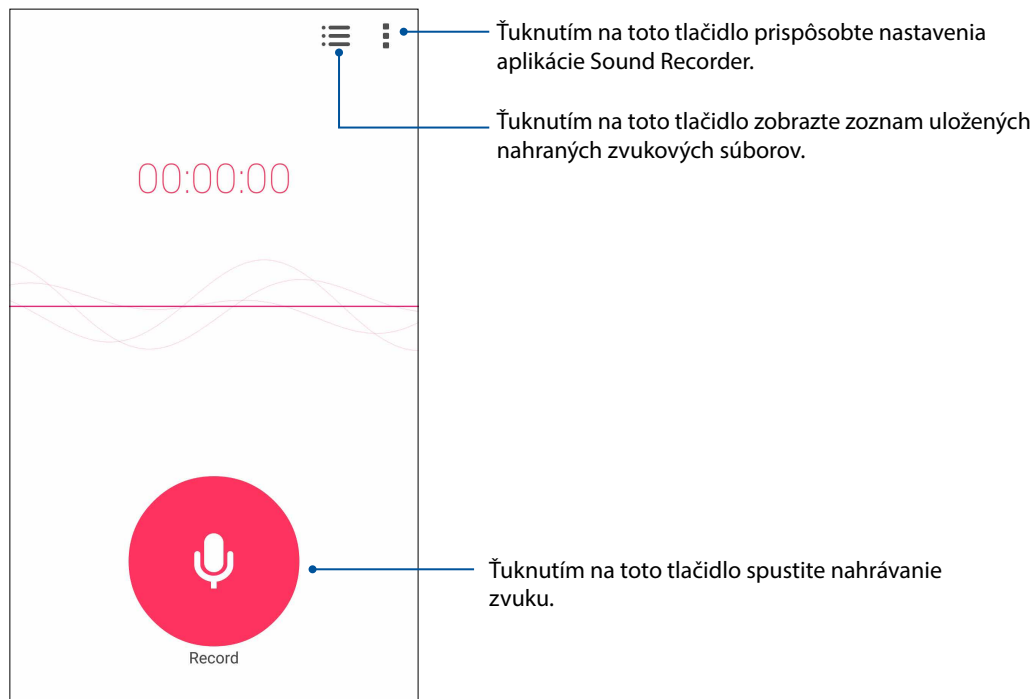 Ťuknutím na toto tlačidlo prispôsobte nastavenia
aplikácie Sound Recorder.
Ťuknutím na toto tlačidlo zobrazte zoznam uložených
nahraných zvukových súborov.
00:00:00
Ťuknutím na toto tlačidlo spustite nahrávanie
zvuku.
Record